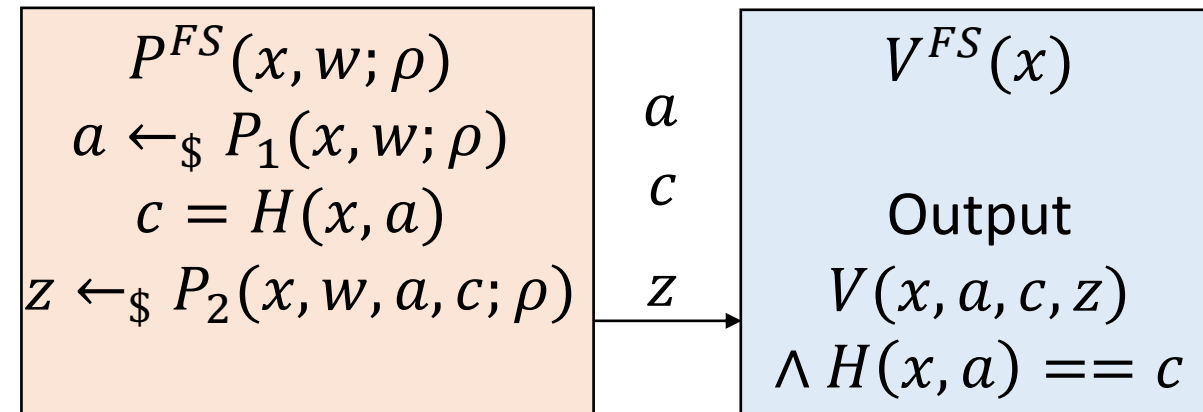 P^{FS}(x, w; ρ)
a ←_$ P_1(x, w; ρ)
c = H(x, a)
z ←_$ P_2(x, w, a, c; ρ)
a
c
z
V^{FS}(x)
Output
V(x, a, c, z)
∧ H(x, a) == c